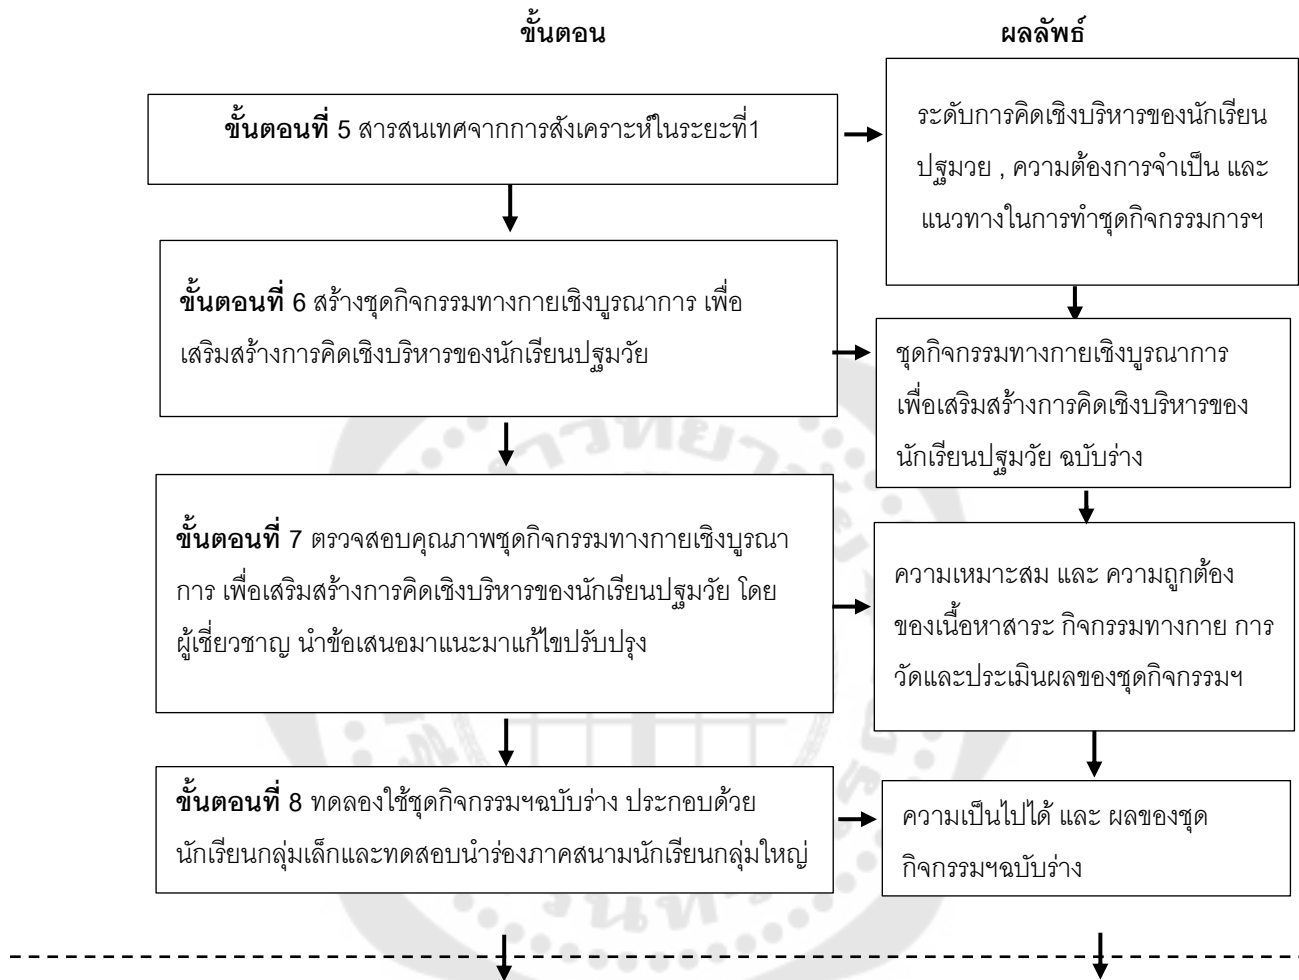 ขั้นตอน
ผลลัพธ์
ขั้นตอนที่ 5 สารสนเทศจากการสังเคราะห์ในระยะที่1
ระดับการคิดเชิงบริหารของนักเรียน
ปฐมวย , ความต้องการจำเป็น และ
แนวทางในการทำชุดกิจกรรมการฯ
ขั้นตอนที่ 6 สร้างชุดกิจกรรมทางกายเชิงบูรณาการ เพื่อ
เสริมสร้างการคิดเชิงบริหารของนักเรียนปฐมวัย
ชุดกิจกรรมทางกายเชิงบูรณาการ
เพื่อเสริมสร้างการคิดเชิงบริหารของ
นักเรียนปฐมวัย ฉบับร่าง
ขั้นตอนที่ 7 ตรวจสอบคุณภาพชุดกิจกรรมทางกายเชิงบูรณา
การ เพื่อเสริมสร้างการคิดเชิงบริหารของนักเรียนปฐมวัย โดย
ผู้เชี่ยวชาญ นำข้อเสนอมาแนะมาแก้ไขปรับปรุง
ความเหมาะสม และ ความถูกต้อง
ของเนื้อหาสาระ กิจกรรมทางกาย การ
วัดและประเมินผลของชุดกิจกรรมฯ
ขั้นตอนที่ 8 ทดลองใช้ชุดกิจกรรมฯฉบับร่าง ประกอบด้วย
นักเรียนกลุ่มเล็กและทดสอบนำร่องภาคสนามนักเรียนกลุ่มใหญ่
ความเป็นไปได้ และ ผลของชุด
กิจกรรมฯฉบับร่าง